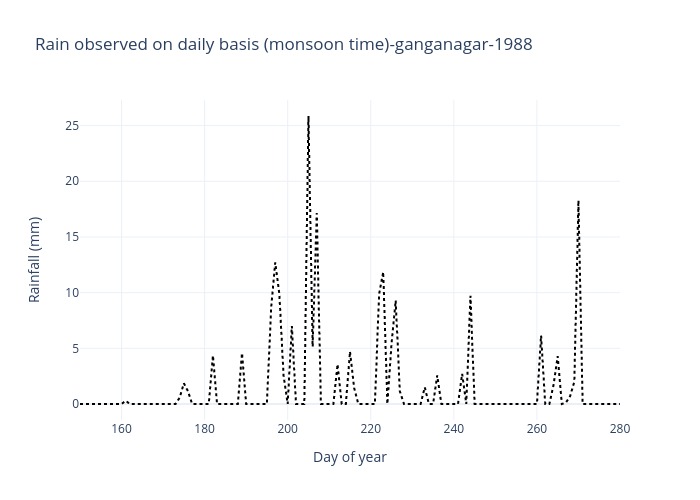 Rain observed on daily basis (monsoon time)-ganganagar-1988
25
20
15
10
5
0
Rainfall (mm)
160 180 200 220 240 260 280
Day of year